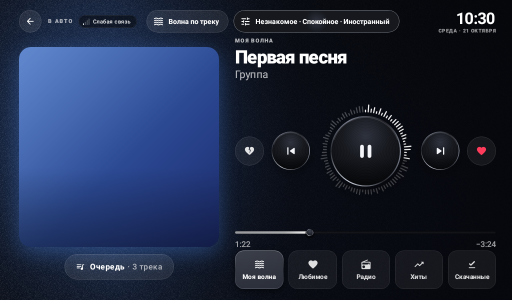 В АВТО
Слабая связь
Волна по треку
Незнакомое · Спокойное · Иностранный
10:30
СРЕДА · 21 ОКТЯБРЯ
МОЯ ВОЛНА
Первая песня
Группа
1:22
−3:24
Очередь · 3 трека
Моя волна
Любимое
Радио
Хиты
Скачанные